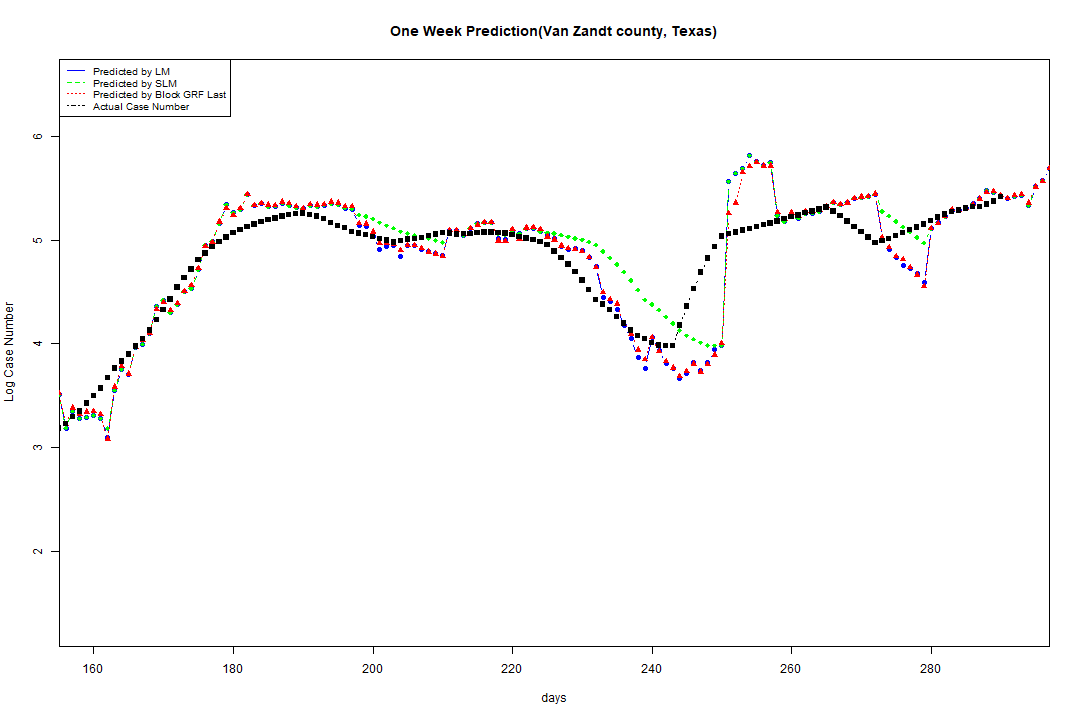 One Week Prediction(Van Zandt county, Texas)
Predicted by LM
Predicted by SLM
Predicted by Block GRF Last
Actual Case Number
6
5
4
3
2
Log Case Number
160 180 200 220 240 260 280
days